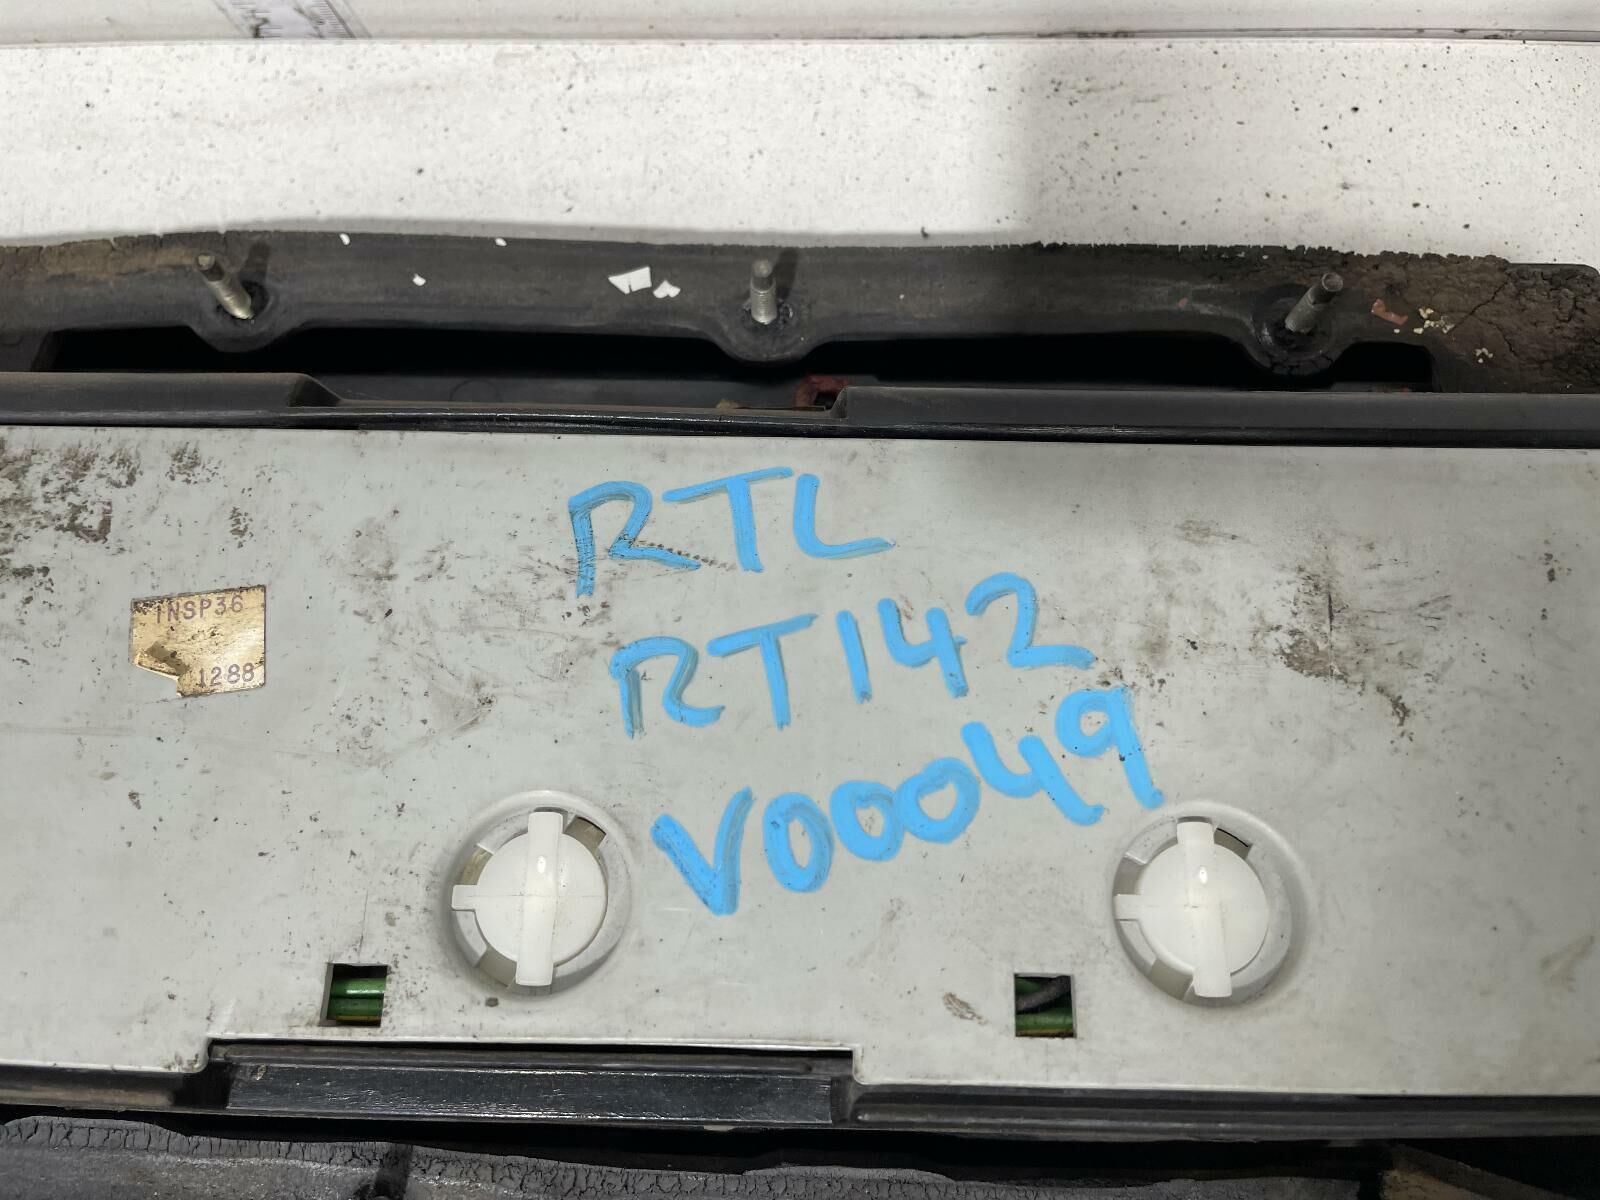 RTL
RT142
V00049
INSP36
1288